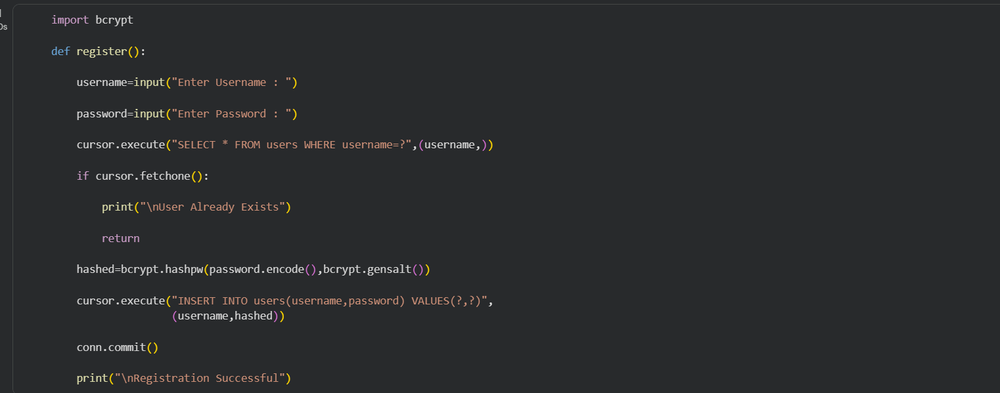 0s
import bcrypt
def register():
username=input("Enter Username : ")
password=input("Enter Password : ")
cursor.execute("SELECT * FROM users WHERE username=?",(username,))
if cursor.fetchone():
print("\nUser Already Exists")
return
hashed=bcrypt.hashpw(password.encode(),bcrypt.gensalt())
cursor.execute("INSERT INTO users(username,password) VALUES(?,?)",
(username,hashed))
conn.commit()
print("\nRegistration Successful")